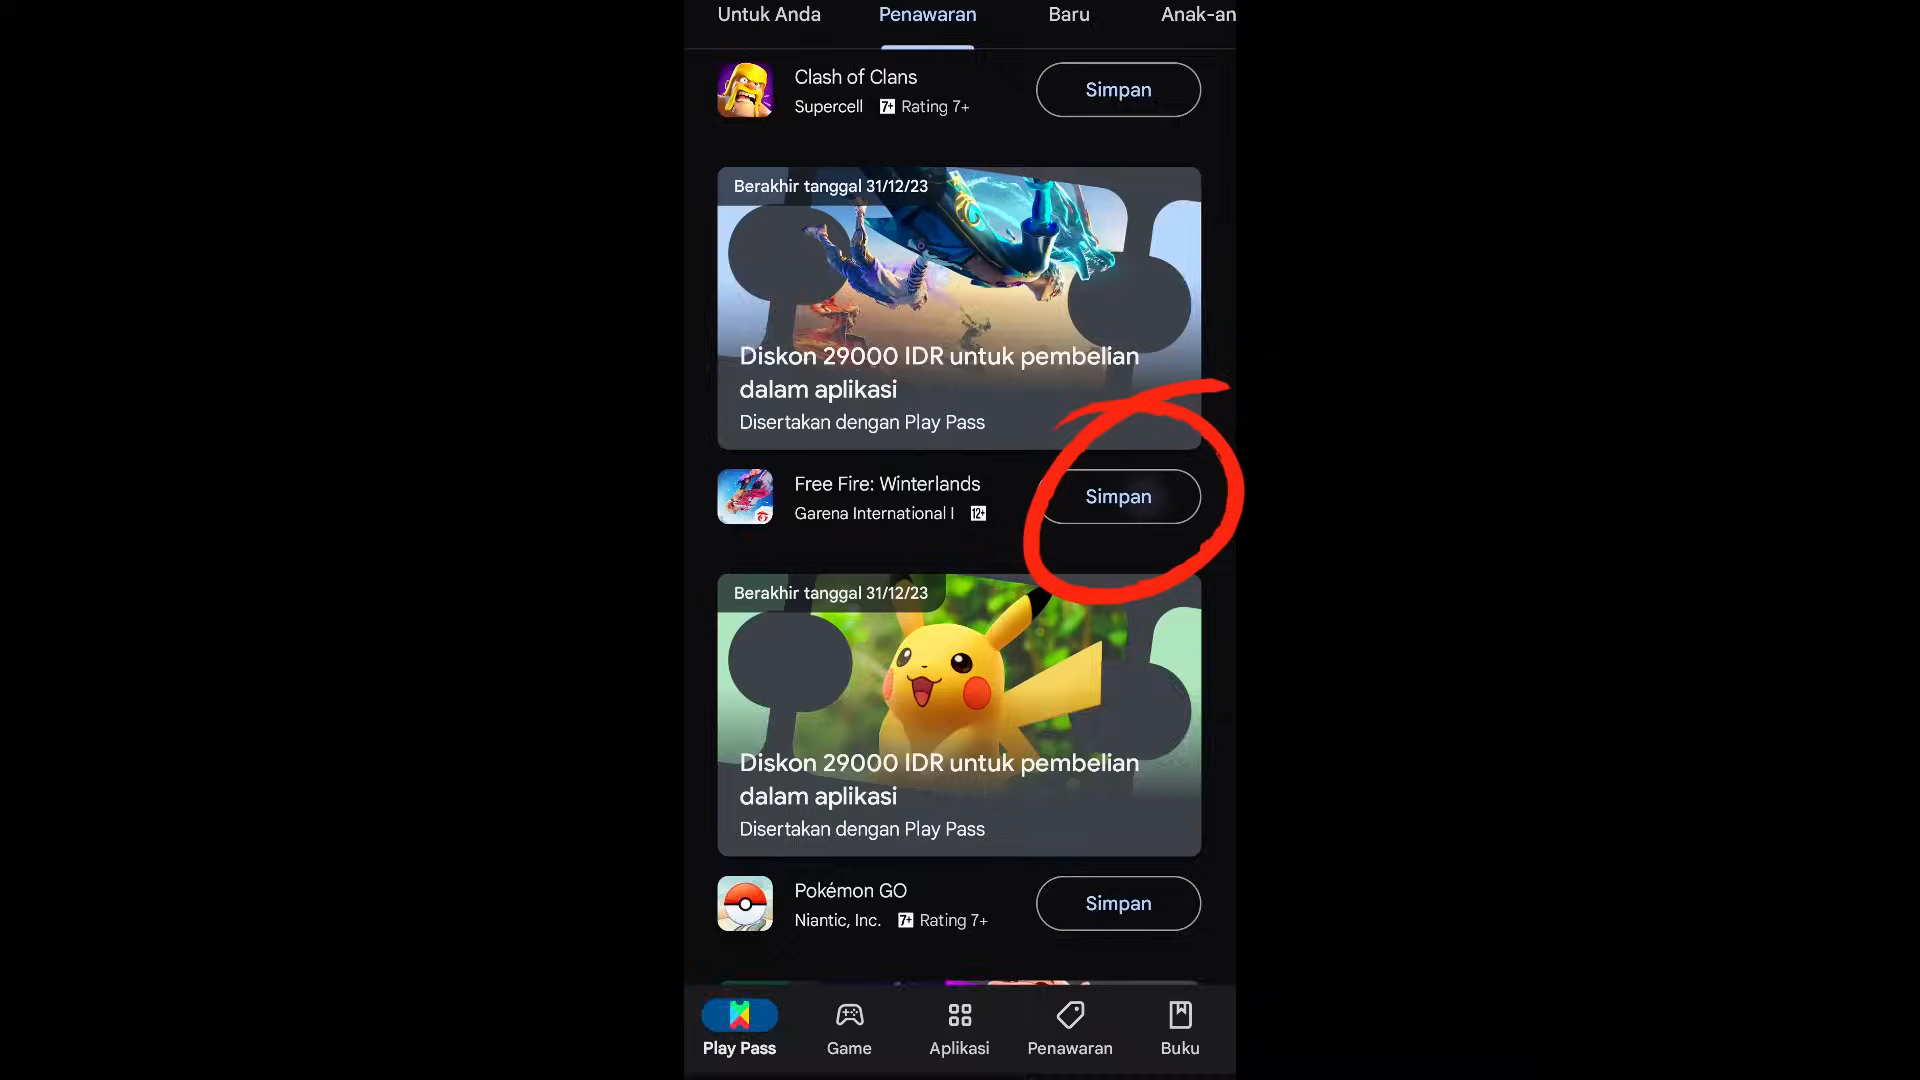 Untuk Anda Penawaran Baru Anak-an
Clash of Clans
Supercell 7+ Rating 7+
Simpan
Berakhir tanggal 31/12/23
Diskon 29000 IDR untuk pembelian
dalam aplikasi
Disertakan dengan Play Pass
Free Fire: Winterlands
Garena International I 12+
Simpan
Berakhir tanggal 31/12/23
Diskon 29000 IDR untuk pembelian
dalam aplikasi
Disertakan dengan Play Pass
Pokémon GO
Niantic, Inc. 7+ Rating 7+
Simpan
Play Pass Game Aplikasi Penawaran Buku